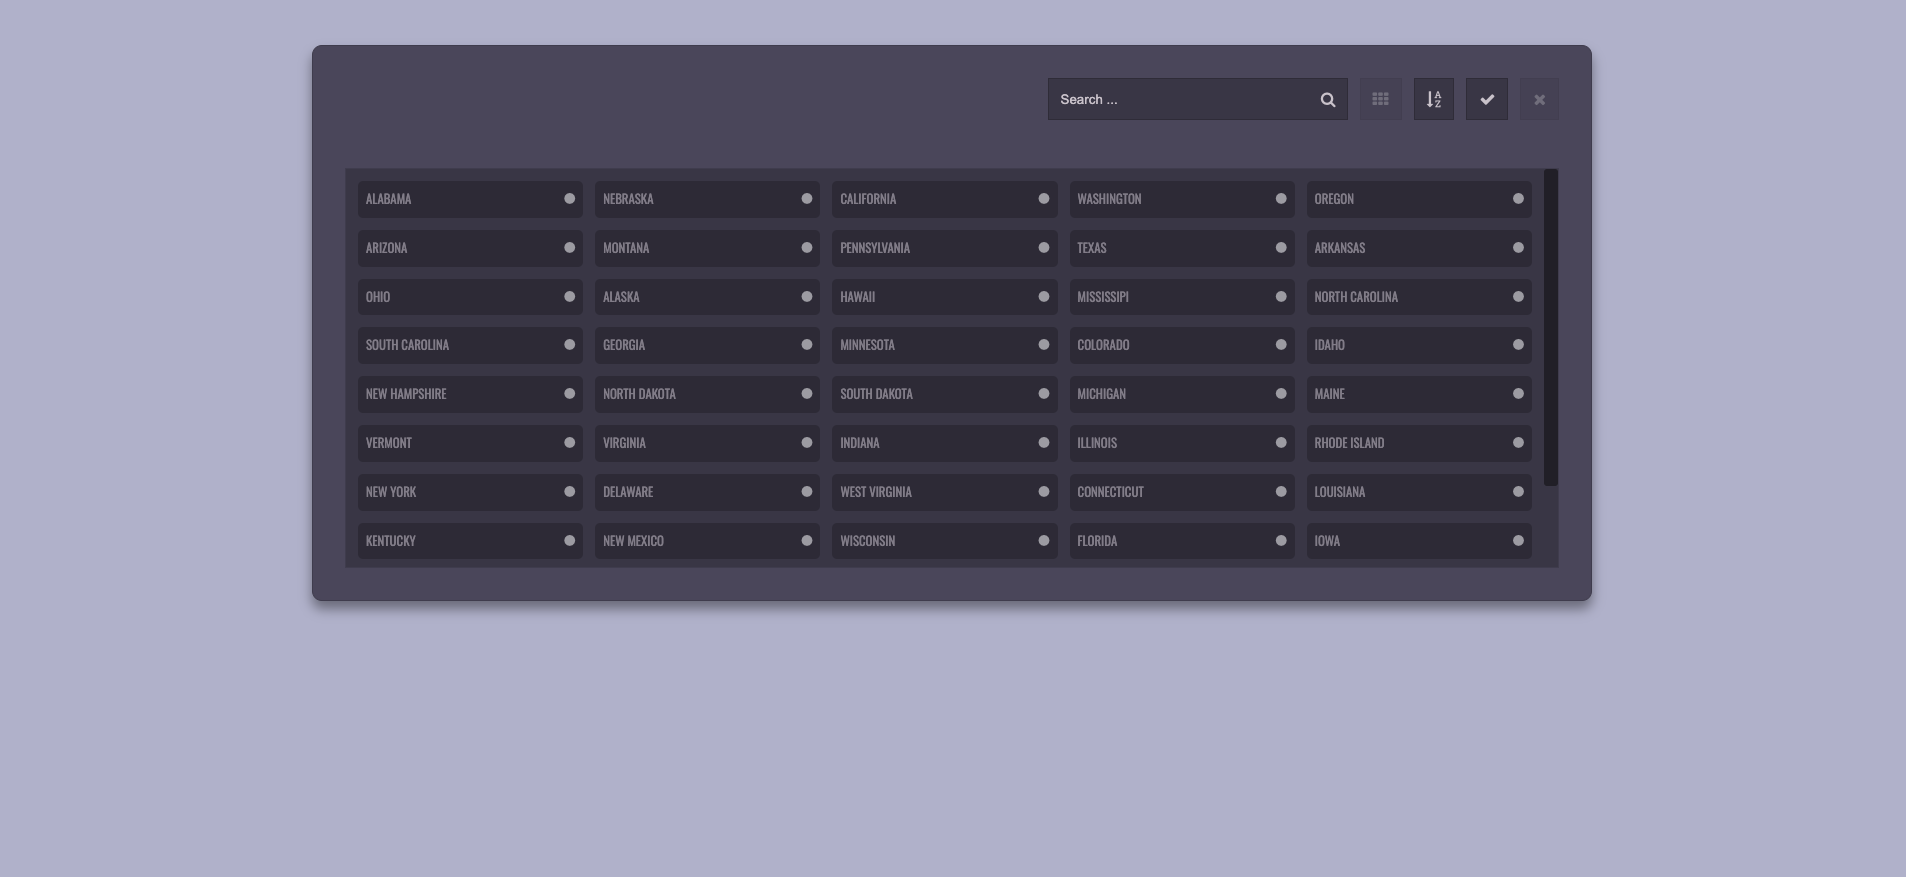 Search ...
ALABAMA NEBRASKA CALIFORNIA WASHINGTON OREGON
ARIZONA MONTANA PENNSYLVANIA TEXAS ARKANSAS
OHIO ALASKA HAWAII MISSISSIPI NORTH CAROLINA
SOUTH CAROLINA GEORGIA MINNESOTA COLORADO IDAHO
NEW HAMPSHIRE NORTH DAKOTA SOUTH DAKOTA MICHIGAN MAINE
VERMONT VIRGINIA INDIANA ILLINOIS RHODE ISLAND
NEW YORK DELAWARE WEST VIRGINIA CONNECTICUT LOUISIANA
KENTUCKY NEW MEXICO WISCONSIN FLORIDA IOWA